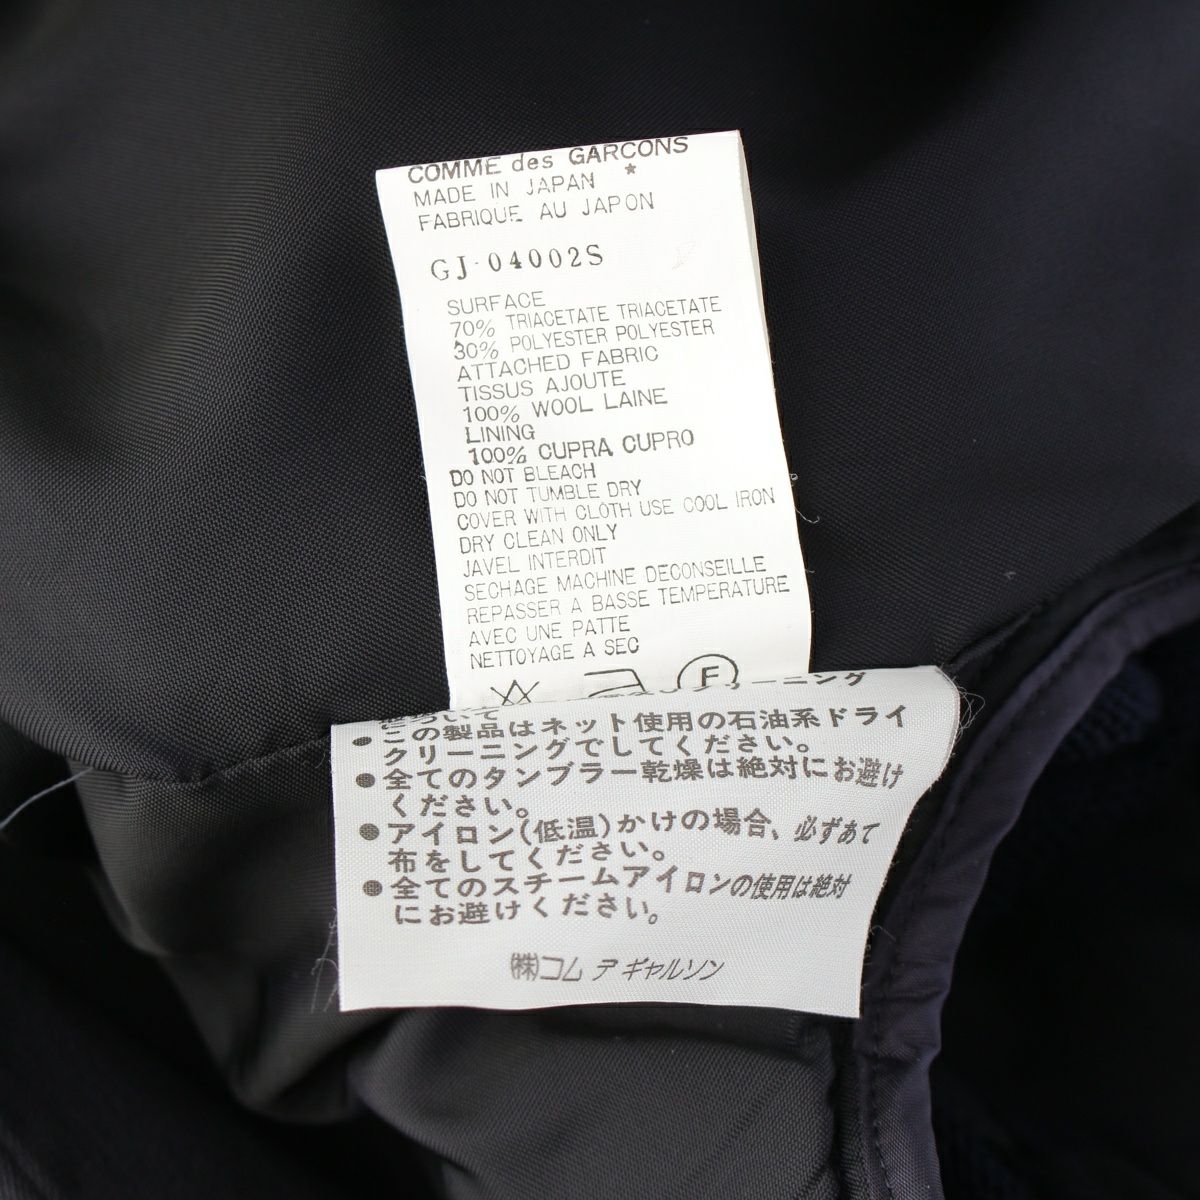 COMME des GARCONS
MADE IN JAPAN *
FABRIQUE AU JAPON
GJ-04002S
SURFACE
70% TRIACETATE TRIACETATE
30% POLYESTER POLYESTER
ATTACHED FABRIC
TISSUS AJOUTE
100% WOOL LAINE
LINING
100% CUPRA CUPRO
DO NOT BLEACH
DO NOT TUMBLE DRY
COVER WITH CLOTH USE COOL IRON
DRY CLEAN ONLY
JAVEL INTERDIT
SECHAGE MACHINE DECONSEILLE
REPASSER A BASSE TEMPERATURE
AVEC UNE PATTE
NETTOYAGE A SEC
F
ーニング
ついて
●この製品はネット使用の石油系ドライ
クリーニングでしてください。
●全てのタンブラー乾燥は絶対にお避け
ください。
●アイロン(低温)かけの場合、必ずあて
布をしてください。
●全てのスチームアイロンの使用は絶対
にお避けください。
㈱コム デ ギャルソン